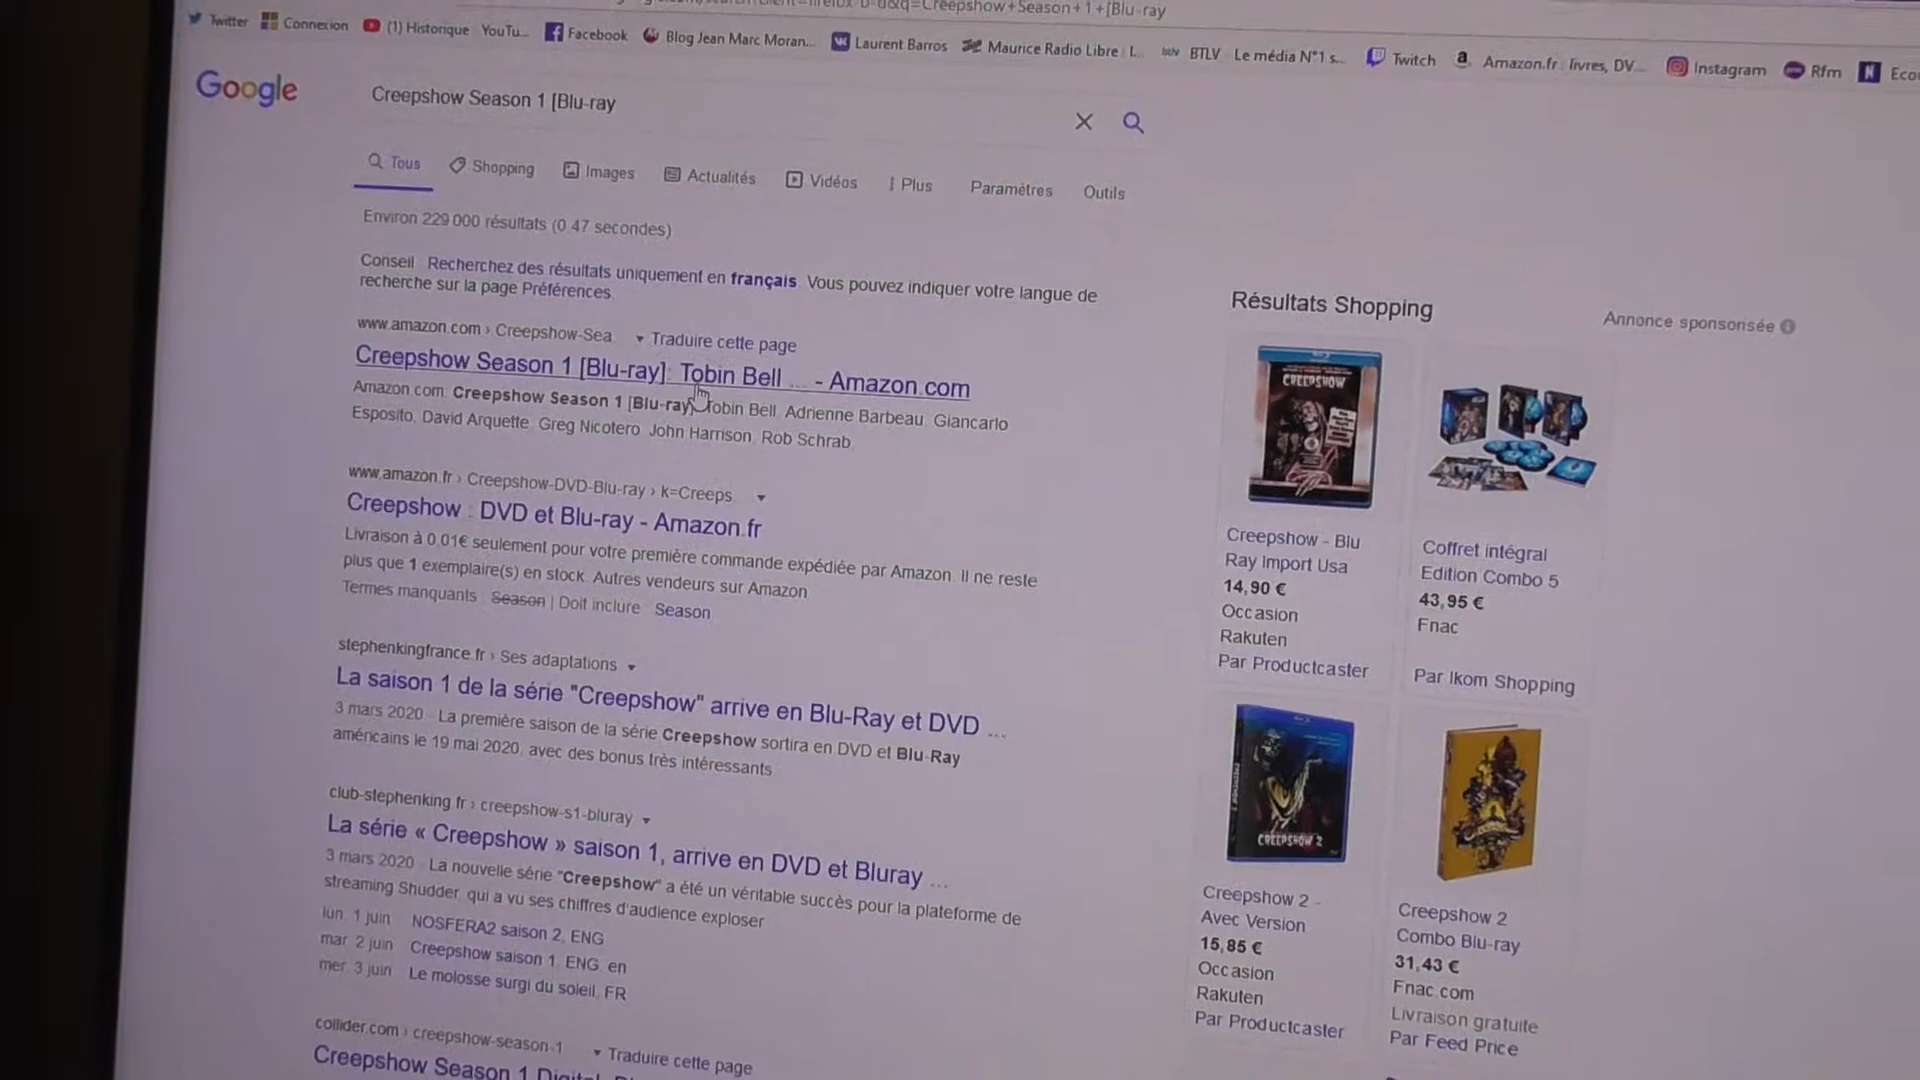 q=Creepshow+Season+1+[Blu-ray
Twitter Connexion (1) Historique YouTu... Facebook Blog Jean Marc Moran... Laurent Barros Maurice Radio Libre : l... BTLV Le média N°1 s... Twitch Amazon.fr : livres, DV... Instagram Rfm
Google Creepshow Season 1 [Blu-ray
Tous Shopping Images Actualités Vidéos Plus Paramètres Outils
Environ 229 000 résultats (0,47 secondes)
Conseil : Recherchez des résultats uniquement en français. Vous pouvez indiquer votre langue de
recherche sur la page Préférences.
www.amazon.com › Creepshow-Sea... Traduire cette page
Creepshow Season 1 [Blu-ray]: Tobin Bell ... - Amazon.com
Amazon.com: Creepshow Season 1 [Blu-ray]: Tobin Bell, Adrienne Barbeau, Giancarlo
Esposito, David Arquette, Greg Nicotero, John Harrison, Rob Schrab
www.amazon.fr › Creepshow-DVD-Blu-ray › k=Creeps...
Creepshow : DVD et Blu-ray - Amazon.fr
Livraison à 0,01€ seulement pour votre première commande expédiée par Amazon. Il ne reste
plus que 1 exemplaire(s) en stock. Autres vendeurs sur Amazon
Termes manquants : Season | Doit inclure : Season
stephenkingfrance.fr › Ses adaptations
La saison 1 de la série "Creepshow" arrive en Blu-Ray et DVD ...
3 mars 2020 - La première saison de la série Creepshow sortira en DVD et Blu-Ray
américains le 19 mai 2020, avec des bonus très intéressants
club-stephenking.fr › creepshow-s1-bluray
La série « Creepshow » saison 1, arrive en DVD et Bluray ...
3 mars 2020 - La nouvelle série "Creepshow" a été un véritable succès pour la plateforme de
streaming Shudder, qui a vu ses chiffres d'audience exploser
lun. 1 juin NOSFERA2 saison 2, ENG
mar. 2 juin Creepshow saison 1, ENG, en
mer. 3 juin Le molosse surgi du soleil, FR
collider.com › creepshow-season-1 Traduire cette page
Creepshow Season 1 Digital,
Résultats Shopping
Annonce sponsorisée
CREEPSHOW
Creepshow - Blu
Ray Import Usa
14,90 €
Occasion
Rakuten
Par Productcaster
Coffret intégral
Edition Combo 5
43,95 €
Fnac
Par Ikom Shopping
CREEPSHOW 2
Creepshow 2 -
Avec Version
15,85 €
Occasion
Rakuten
Par Productcaster
Creepshow 2
Combo Blu-ray
31,43 €
Fnac.com
Livraison gratuite
Par Feed Price